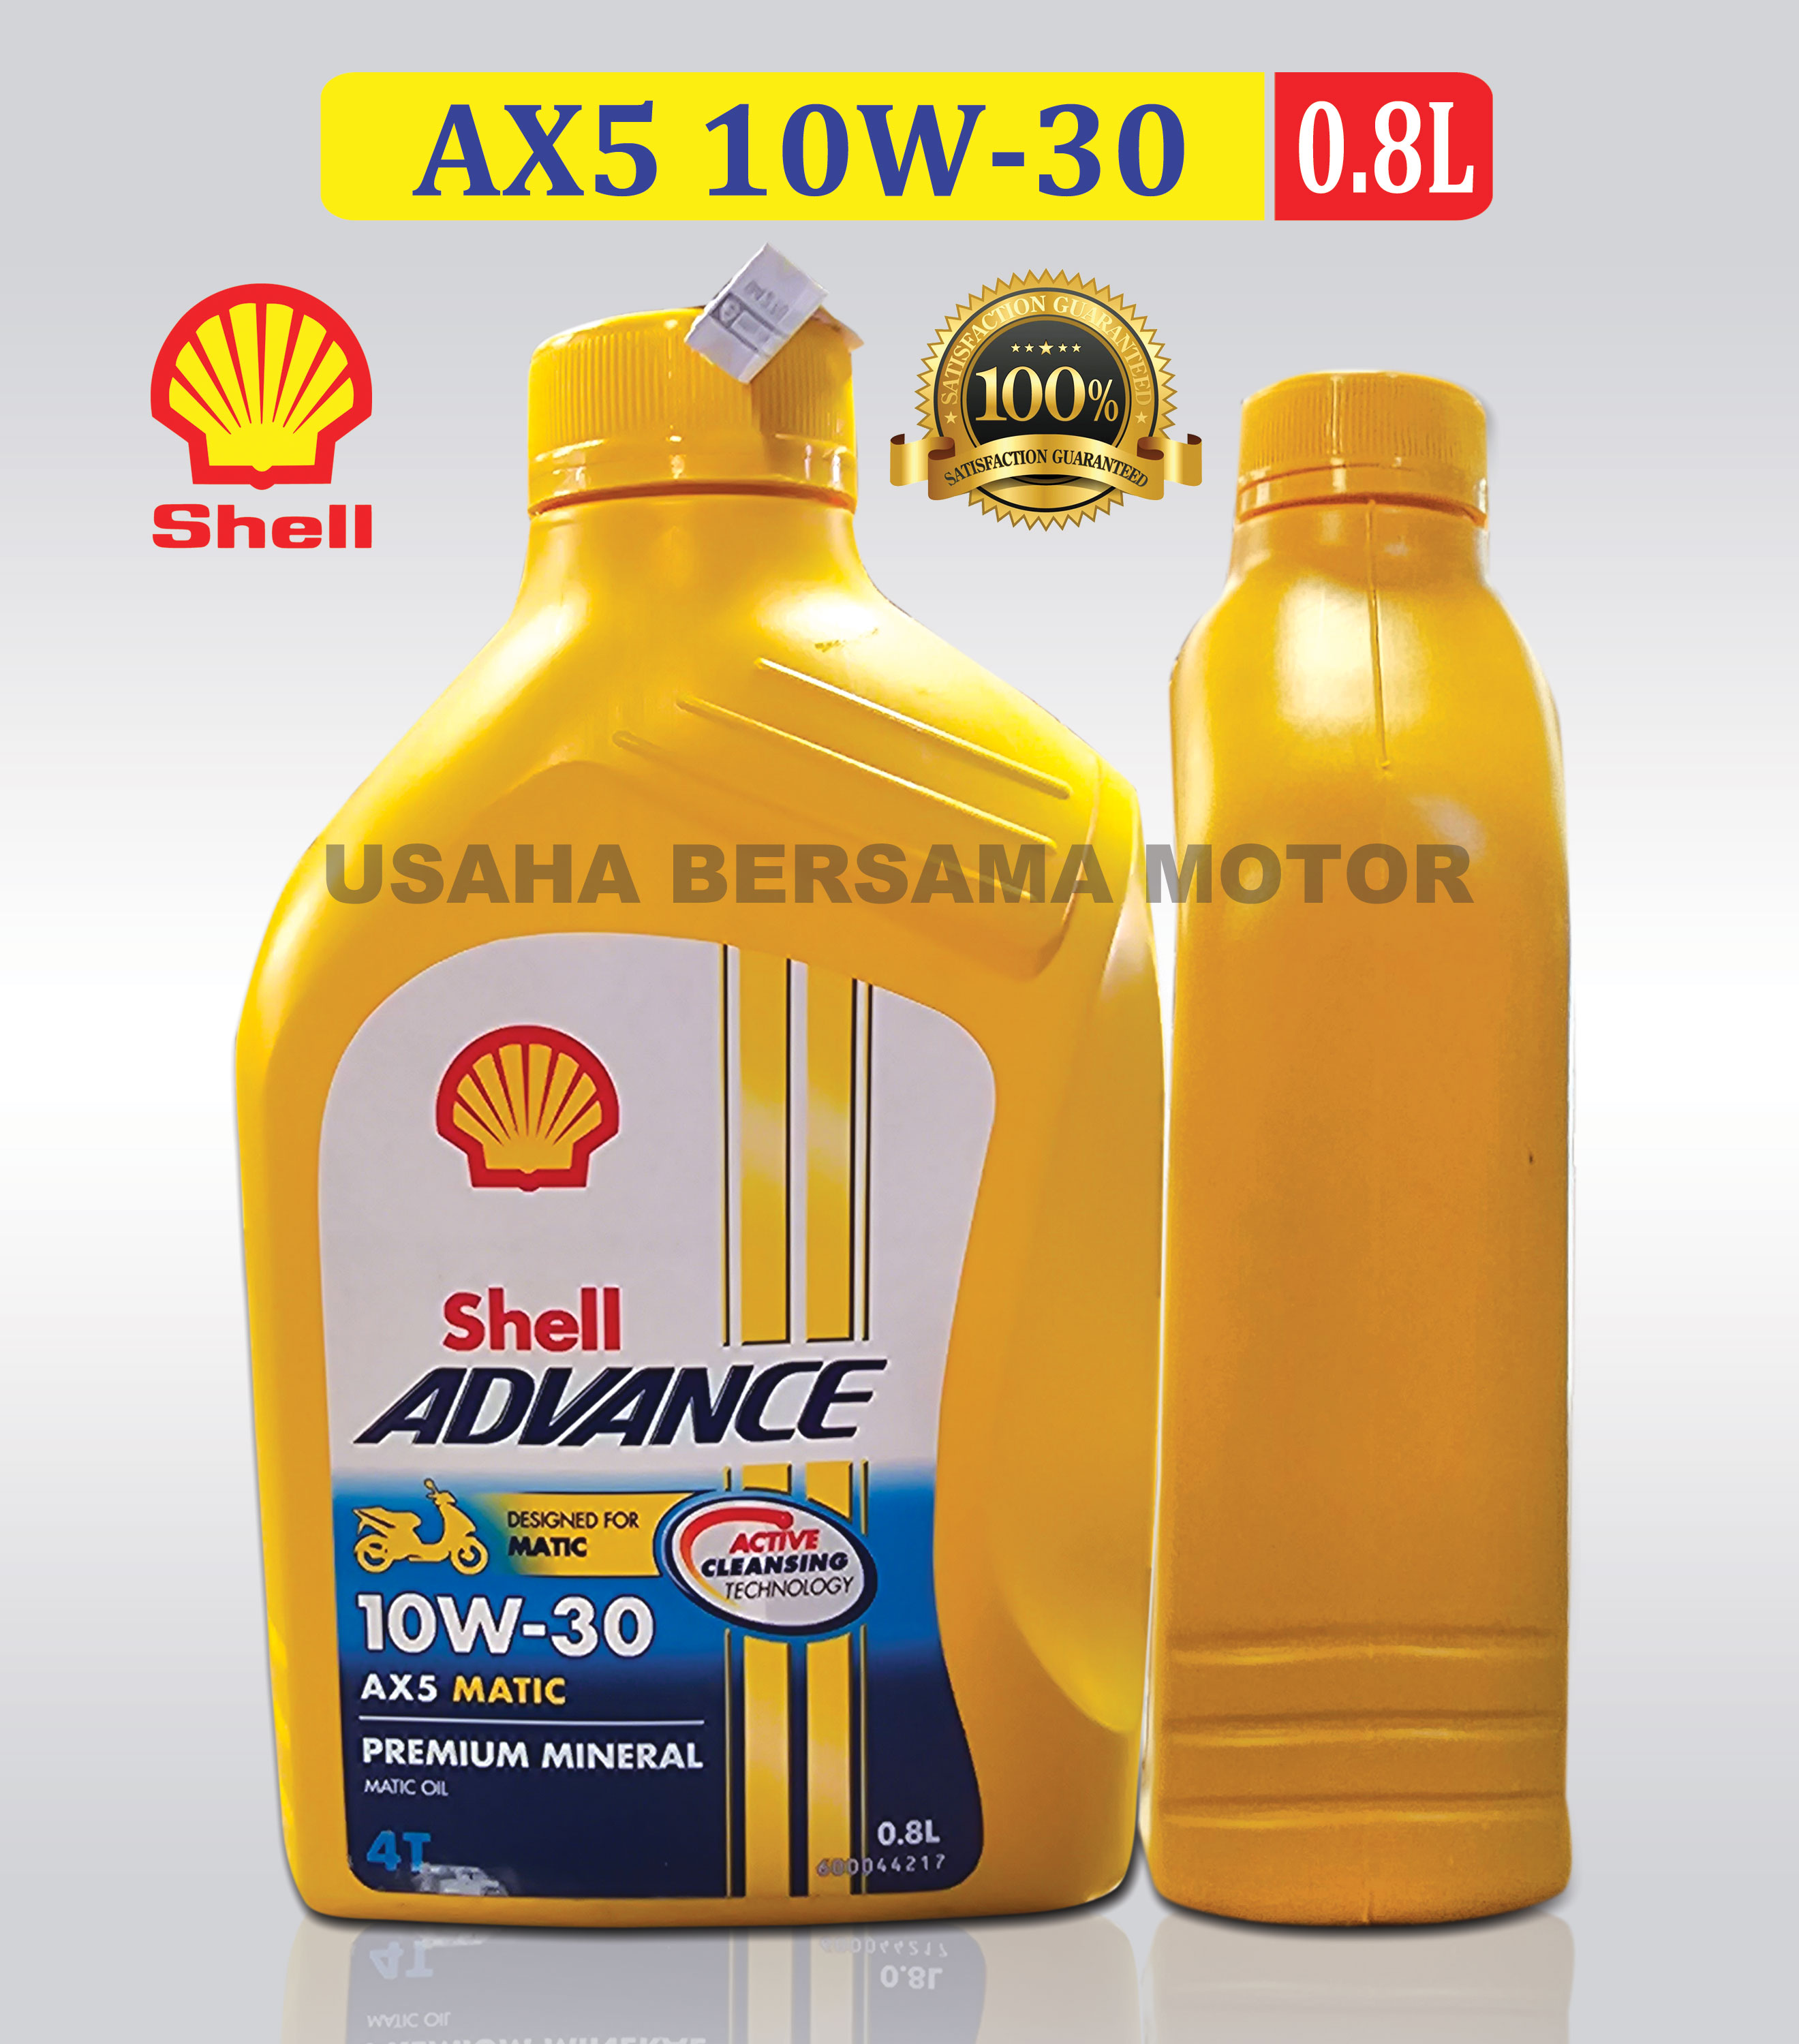 AX5 10W-30 0.8L
Shell
SATISFACTION GUARANTEED
100%
SATISFACTION GUARANTEED
USAHA BERSAMA MOTOR
Shell
ADVANCE
DESIGNED FOR
MATIC
ACTIVE
CLEANSING
TECHNOLOGY
10W-30
AX5 MATIC
PREMIUM MINERAL
MATIC OIL
4T
0.8L
600044217